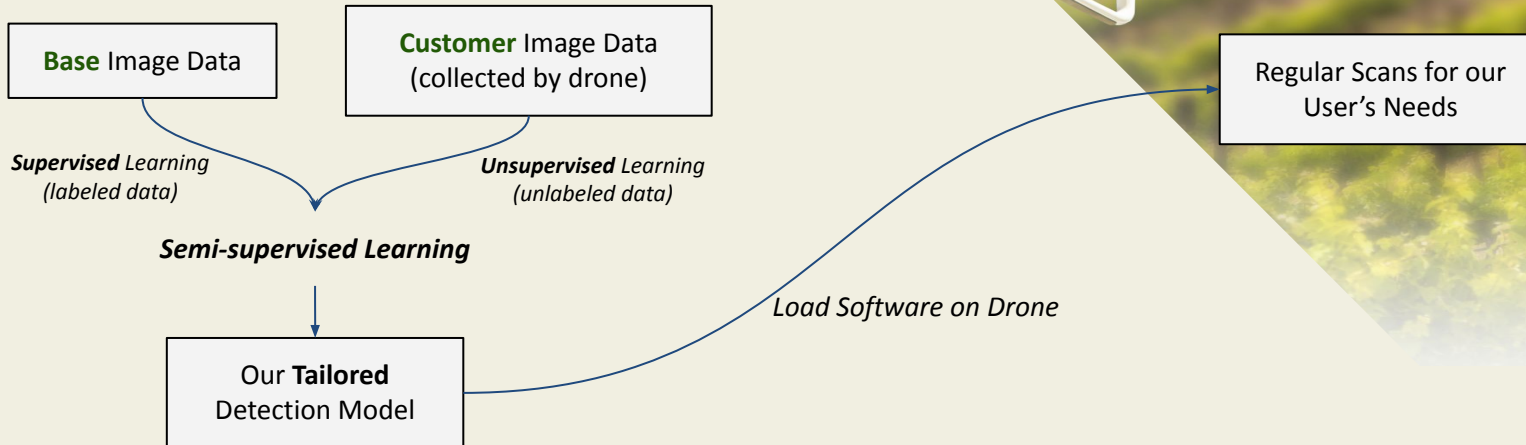 Base Image Data
Customer Image Data
(collected by drone)
Regular Scans for our
User’s Needs
Supervised Learning
(labeled data)
Unsupervised Learning
(unlabeled data)
Semi-supervised Learning
Load Software on Drone
Our Tailored
Detection Model